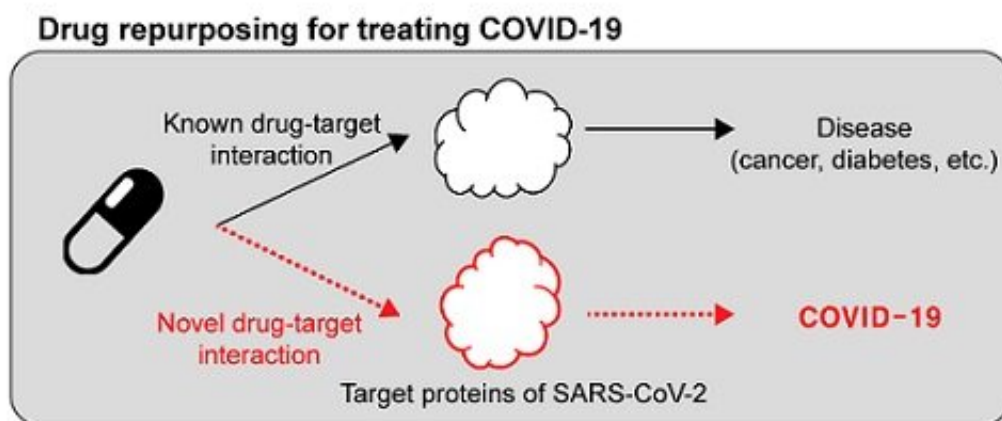 Drug repurposing for treating COVID-19
Known drug-target
interaction
Disease
(cancer, diabetes, etc.)
Novel drug-target
interaction
COVID-19
Target proteins of SARS-CoV-2